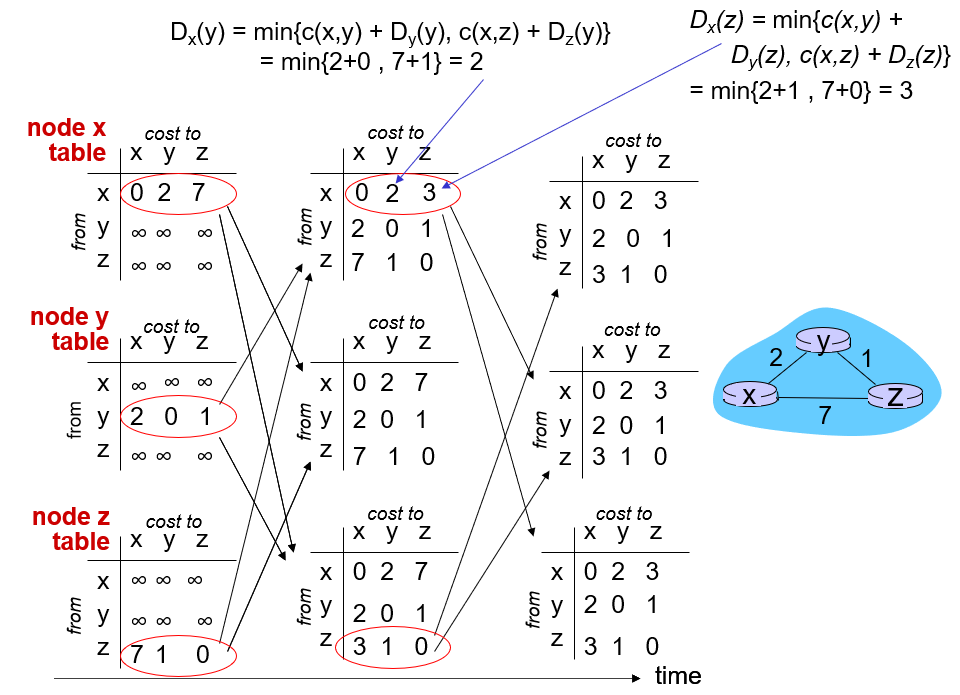 Dx(y) = min{c(x,y) + Dy(y), c(x,z) + Dz(y)}
= min{2+0 , 7+1} = 2
Dx(z) = min{c(x,y) +
Dy(z), c(x,z) + Dz(z)}
= min{2+1 , 7+0} = 3
node x
table
cost to
x y z
from
x 0 2 7
y ∞ ∞ ∞
z ∞ ∞ ∞
cost to
x y z
from
x 0 2 3
y 2 0 1
z 7 1 0
cost to
x y z
from
x 0 2 3
y 2 0 1
z 3 1 0
node y
table
cost to
x y z
from
x ∞ ∞ ∞
y 2 0 1
z ∞ ∞ ∞
cost to
x y z
from
x 0 2 7
y 2 0 1
z 7 1 0
cost to
x y z
from
x 0 2 3
y 2 0 1
z 3 1 0
y
2
1
x
z
7
node z
table
cost to
x y z
from
x ∞ ∞ ∞
y ∞ ∞ ∞
z 7 1 0
cost to
x y z
from
x 0 2 7
y 2 0 1
z 3 1 0
cost to
x y z
from
x 0 2 3
y 2 0 1
z 3 1 0
time